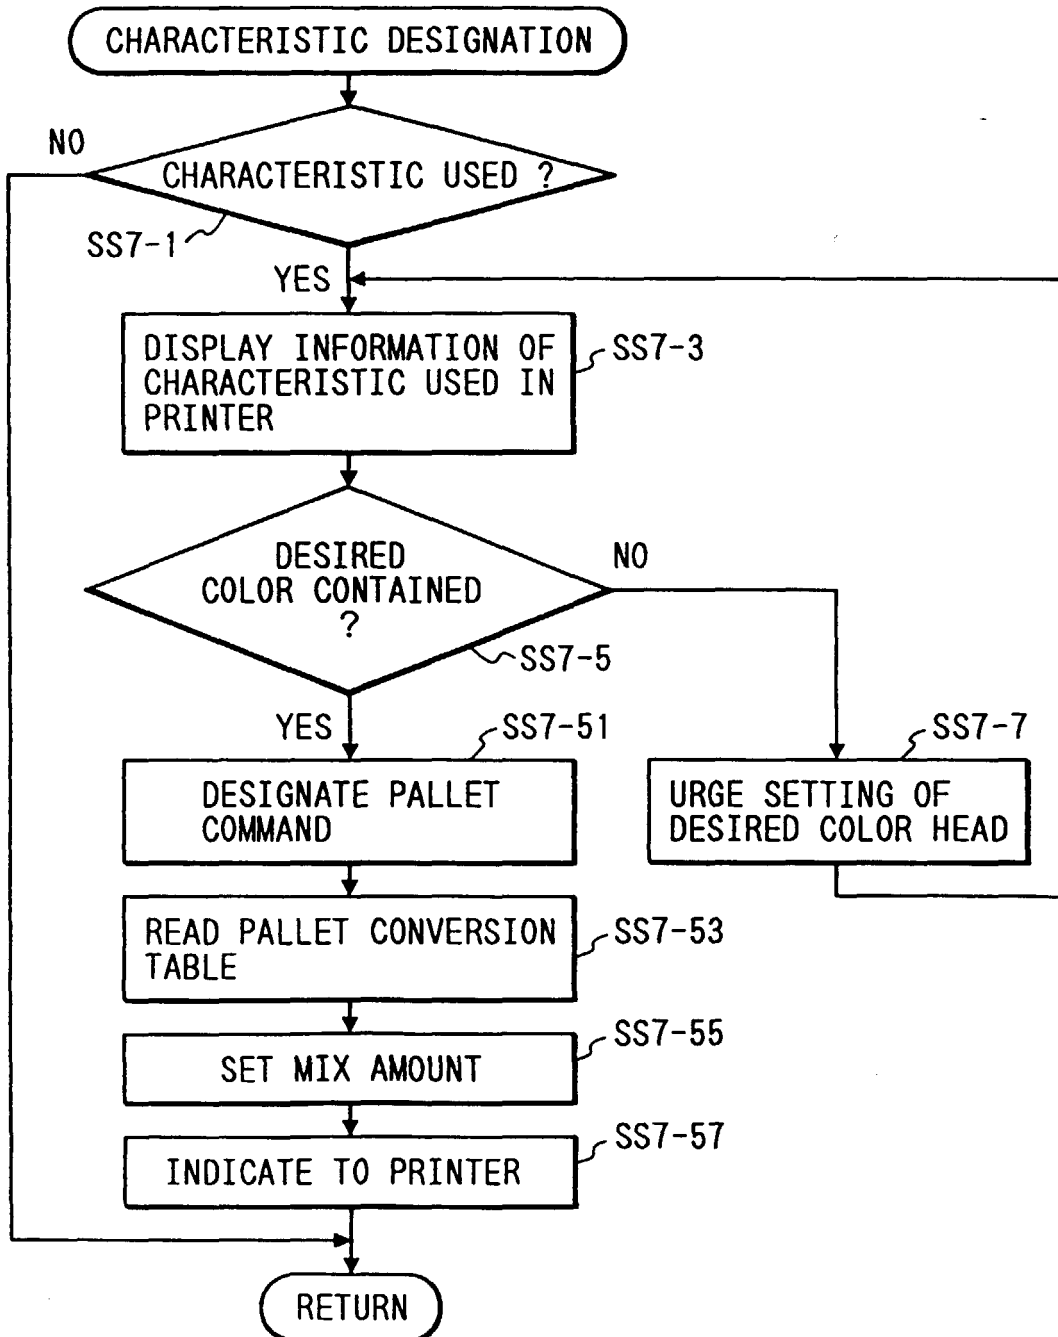 CHARACTERISTIC DESIGNATION
NO
CHARACTERISTIC USED ?
SS7-1
YES
DISPLAY INFORMATION OF
CHARACTERISTIC USED IN
PRINTER
SS7-3
DESIRED
COLOR CONTAINED
?
NO
SS7-5
YES
SS7-51
SS7-7
DESIGNATE PALLET
COMMAND
URGE SETTING OF
DESIRED COLOR HEAD
READ PALLET CONVERSION
TABLE
SS7-53
SET MIX AMOUNT
SS7-55
INDICATE TO PRINTER
SS7-57
RETURN